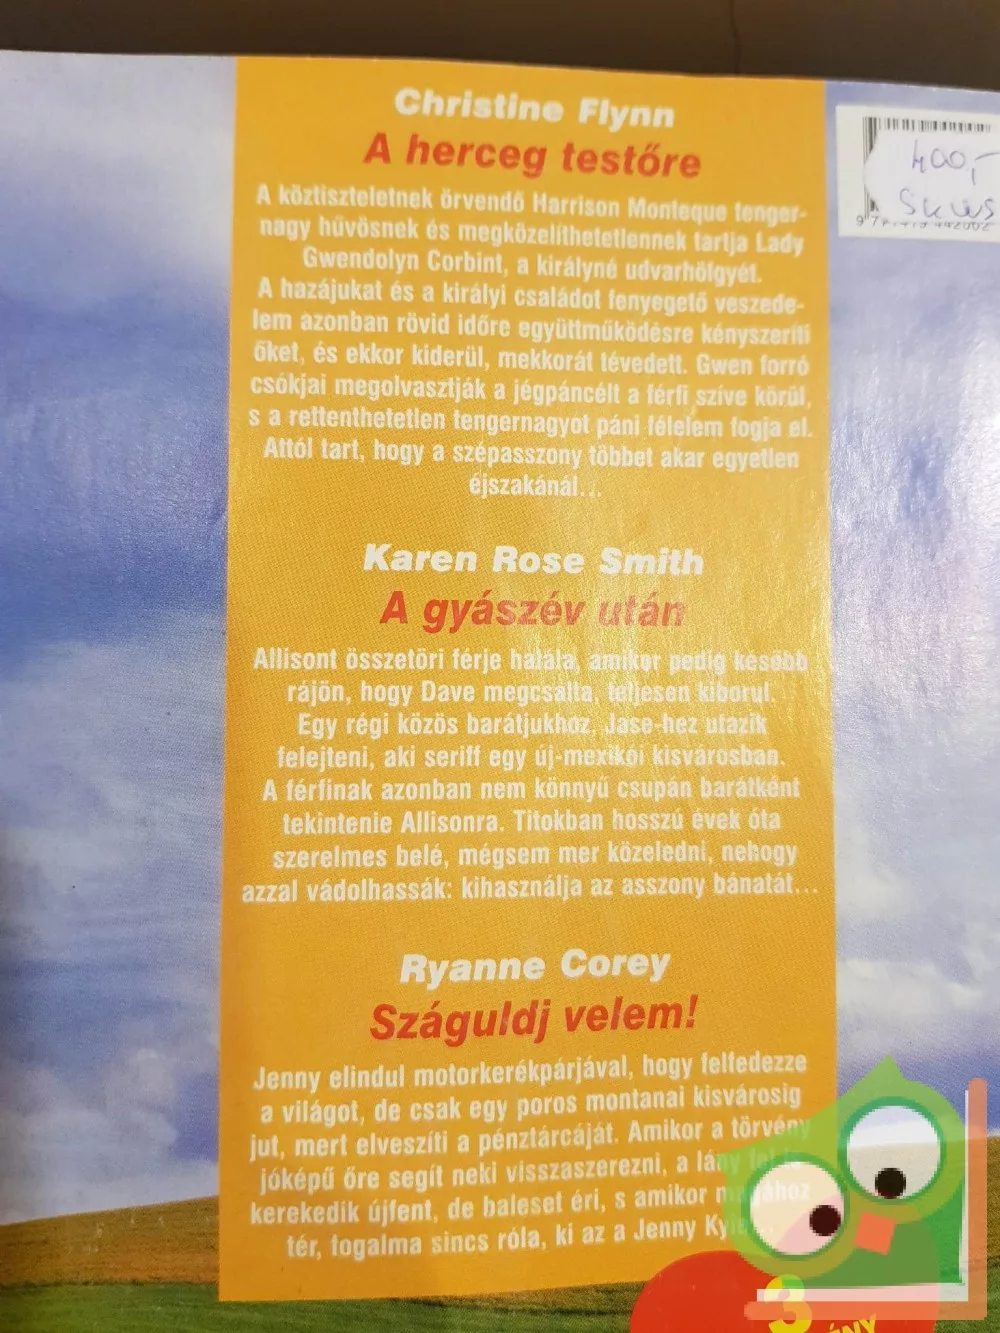 Christine Flynn
A herceg testőre
A köztiszteletnek örvendő Harrison Monteque tenger-
nagy hűvösnek és megközelíthetetlennek tartja Lady
Gwendolyn Corbint, a királyné udvarhölgyét.
A hazájukat és a királyi családot fenyegető veszede-
lem azonban rövid időre együttműködésre kényszeríti
őket, és ekkor kiderül, mekkorát tévedett. Gwen forró
csókjai megolvasztják a jégpáncélt a férfi szíve körül,
s a rettenthetetlen tengernagyot páni félelem fogja el.
Attól tart, hogy a szépasszony többet akar egyetlen
éjszakánál...
400,-
Karen Rose Smith
A gyászév után
Allisont összetöri férje halála, amikor pedig később
rájön, hogy Dave megcsalta, teljesen kiborul.
Egy régi közös barátjukhoz, Jase-hez utazik
felejteni, aki seriff egy új-mexikói kisvárosban.
A férfinak azonban nem könnyű csupán barátként
tekintenie Allisonra. Titokban hosszú évek óta
szerelmes belé, mégsem mer közeledni, nehogy
azzal vádolhassák: kihasználja az asszony bánatát...
Ryanne Corey
Száguldj velem!
Jenny elindul motorkerékpárjával, hogy felfedezze
a világot, de csak egy poros montanai kisvárosig
jut, mert elveszíti a pénztárcáját. Amikor a törvény
jóképű őre segít neki visszaszerezni, a lány
kerekedik újfent, de baleset éri, s amikor
tér, fogalma sincs róla, ki az a Jenny
3